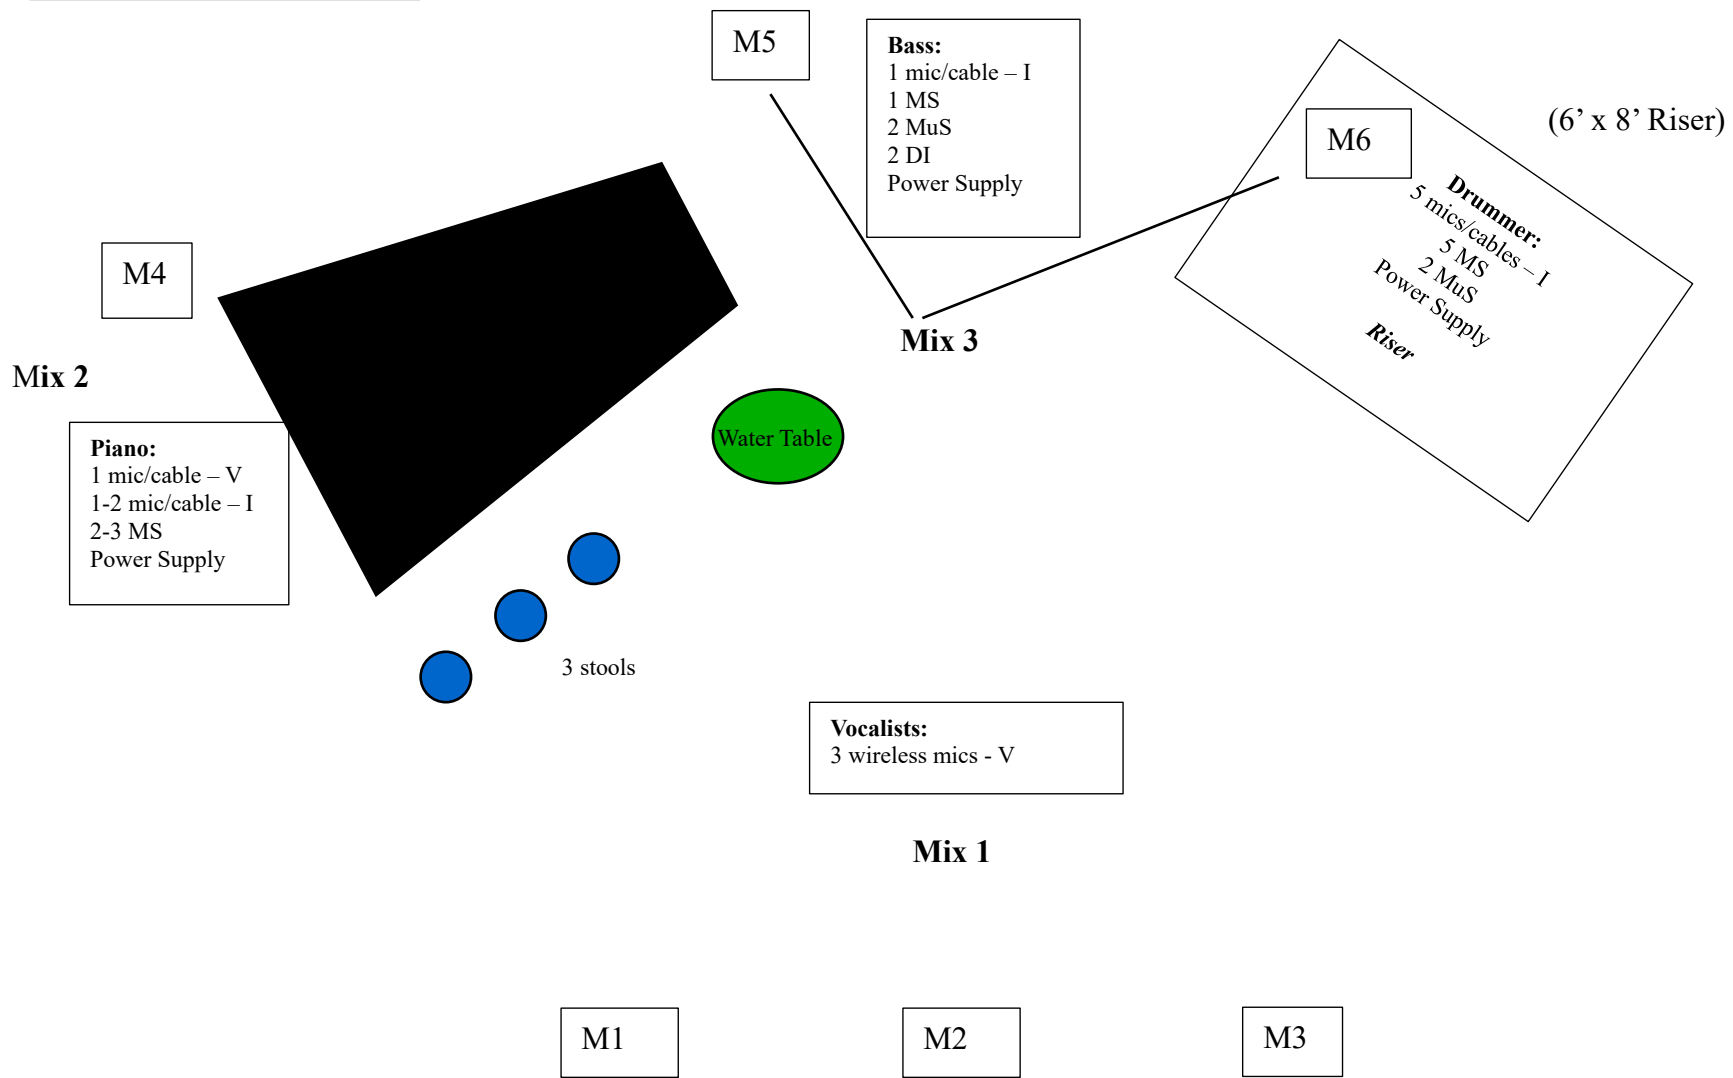 M5
Bass:
1 mic/cable – I
1 MS
2 MuS
2 DI
Power Supply
(6’ x 8’ Riser)
M6
Drummer:
5 mics/cables – I
5 MS
2 MuS
Power Supply
Riser
M4
Mix 3
Mix 2
Water Table
Piano:
1 mic/cable – V
1-2 mic/cable – I
2-3 MS
Power Supply
3 stools
Vocalists:
3 wireless mics - V
Mix 1
M1
M2
M3